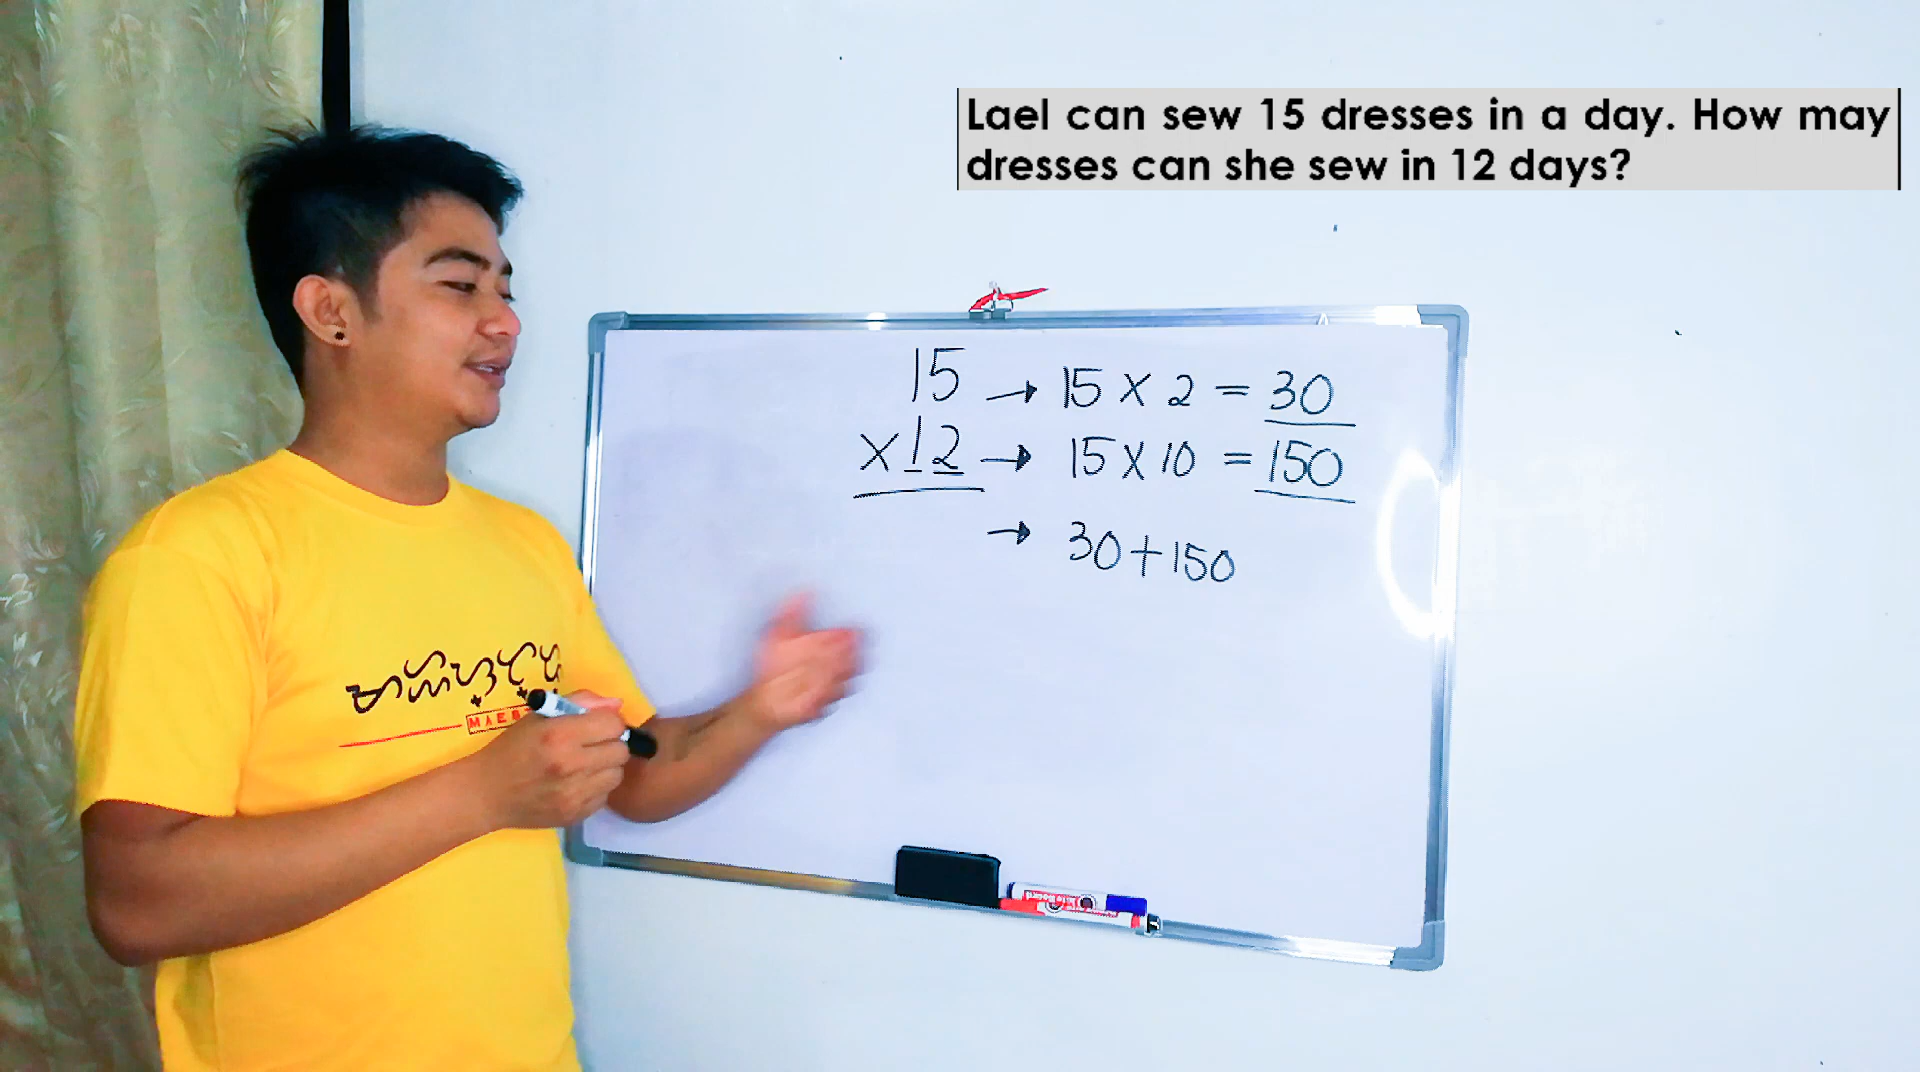 Lael can sew 15 dresses in a day. How may
dresses can she sew in 12 days?
15 → 15 × 2 = 30
× 12 → 15 × 10 = 150
→ 30 + 150